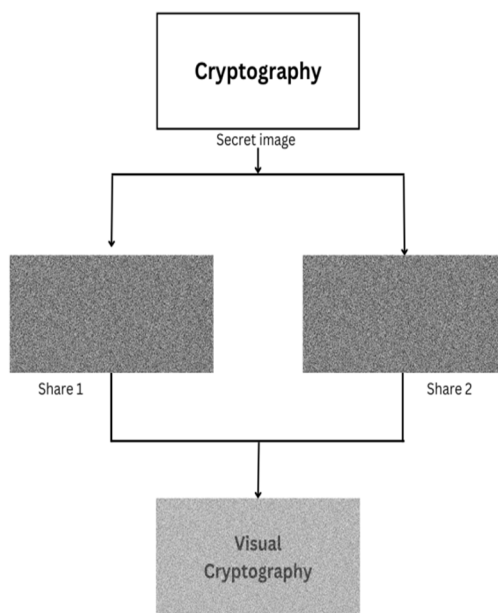 Cryptography
Secret image
Share 1
Share 2
Visual
Cryptography